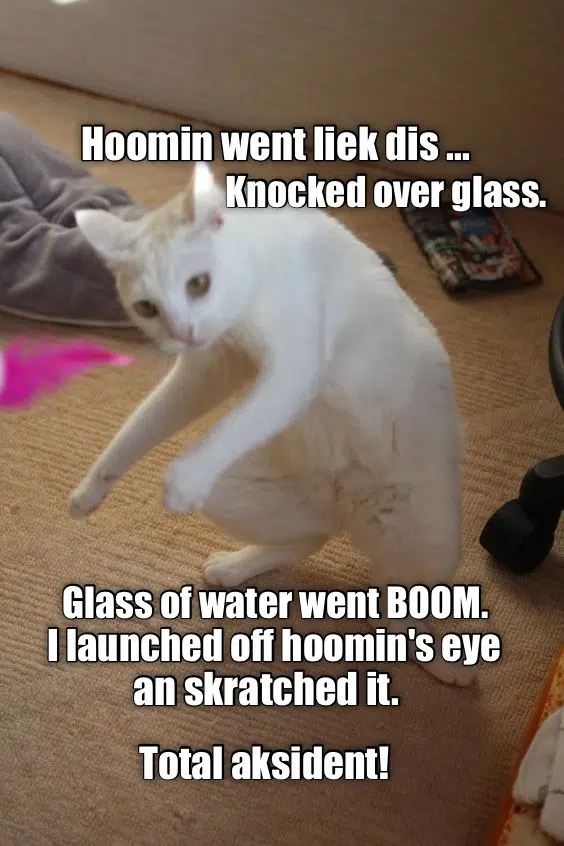 Hoomin went liek dis ...
Knocked over glass.
Glass of water went BOOM.
I launched off hoomin's eye
an skratched it.
Total aksident!